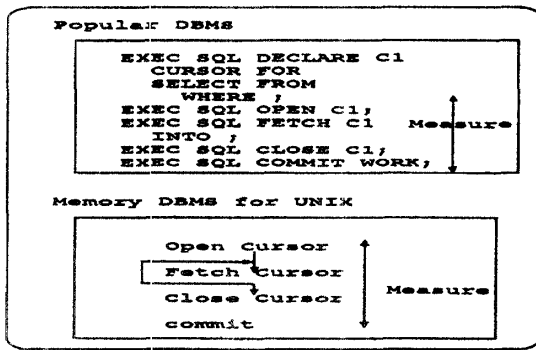 Popular DBMS
EXEC SQL DECLARE C1
CURSOR FOR
SELECT FROM
WHERE ;
EXEC SQL OPEN C1;
EXEC SQL FETCH C1
Measure
INTO ;
EXEC SQL CLOSE C1;
EXEC SQL COMMIT WORK;
Memory DBMS for UNIX
Open Cursor
Fetch Cursor
Close Cursor
Measure
commit